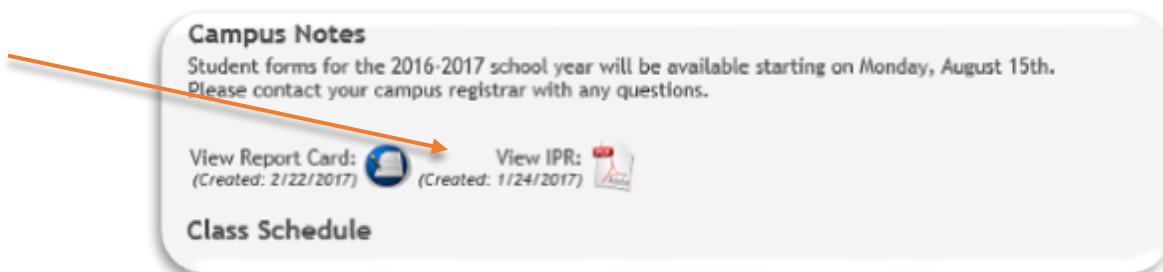 Campus Notes
Student forms for the 2016-2017 school year will be available starting on Monday, August 15th.
Please contact your campus registrar with any questions.
View Report Card: View IPR:
(Created: 2/22/2017) (Created: 1/24/2017)
Class Schedule